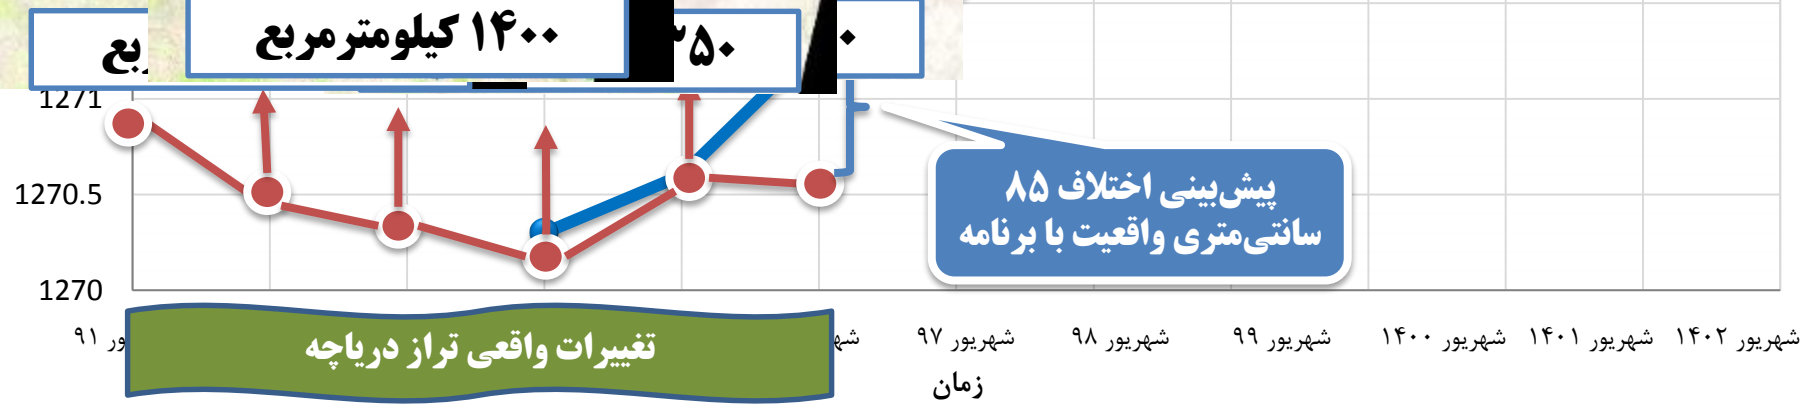 ۱۴۰۰ کیلومترمربع
1271
1270.5
1270
پیش‌بینی اختلاف ۸۵
سانتی‌متری واقعیت با برنامه
تغییرات واقعی تراز دریاچه
۹۱
شهریور ۹۷
شهریور ۹۸
شهریور ۹۹
شهریور ۱۴۰۰
شهریور ۱۴۰۱
شهریور ۱۴۰۲
زمان